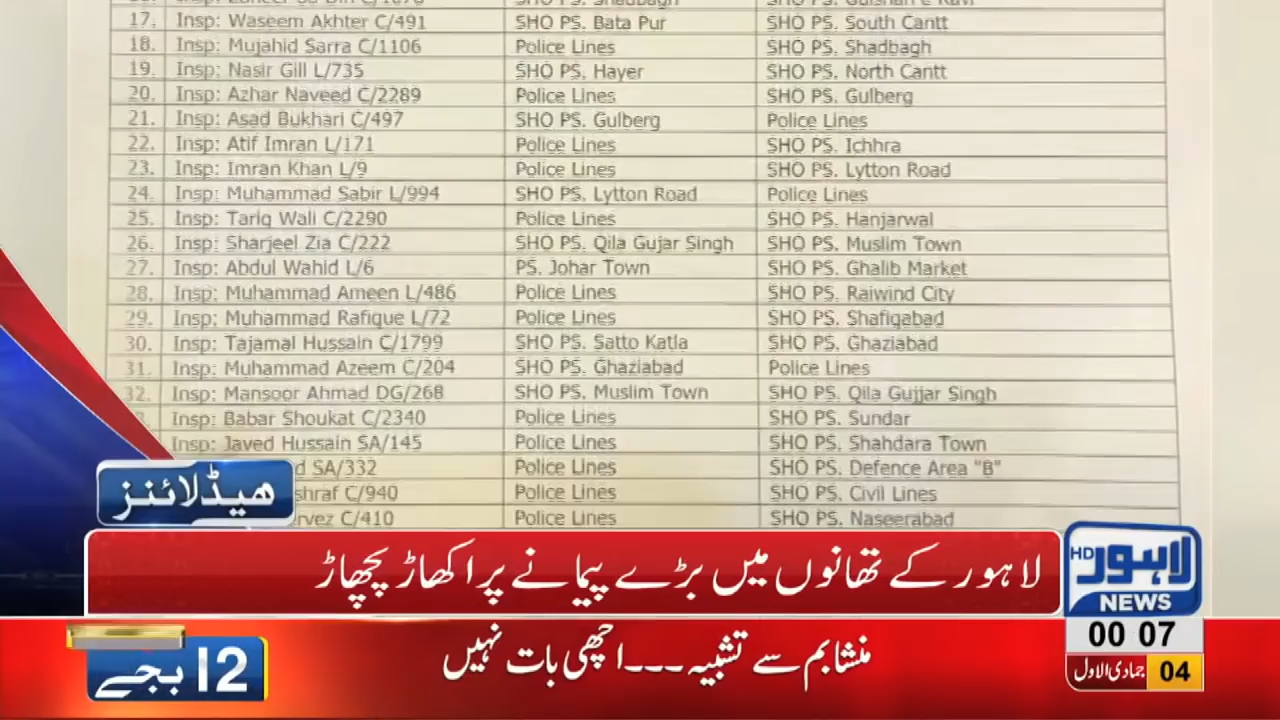 SHO PS. Shadbagh
17. Insp: Waseem Akhter C/491 SHO PS. Bata Pur SHO PS. South Cantt
18. Insp: Mujahid Sarra C/1106 Police Lines SHO PS. Shadbagh
19. Insp: Nasir Gill L/735 SHO PS. Hayer SHO PS. North Cantt
20. Insp: Azhar Naveed C/2289 Police Lines SHO PS. Gulberg
21. Insp: Asad Bukhari C/497 SHO PS. Gulberg Police Lines
22. Insp: Atif Imran L/171 Police Lines SHO PS. Ichhra
23. Insp: Imran Khan L/9 Police Lines SHO PS. Lytton Road
24. Insp: Muhammad Sabir L/994 SHO PS. Lytton Road Police Lines
25. Insp: Tariq Wali C/2290 Police Lines SHO PS. Hanjarwal
26. Insp: Sharjeel Zia C/222 SHO PS. Qila Gujar Singh SHO PS. Muslim Town
27. Insp: Abdul Wahid L/6 PS. Johar Town SHO PS. Ghalib Market
28. Insp: Muhammad Ameen L/486 Police Lines SHO PS. Raiwind City
29. Insp: Muhammad Rafique L/72 Police Lines SHO PS. Shafiqabad
30. Insp: Tajamal Hussain C/1799 SHO PS. Satto Katla SHO PS. Ghaziabad
31. Insp: Muhammad Azeem C/204 SHO PS. Ghaziabad Police Lines
32. Insp: Mansoor Ahmad DG/268 SHO PS. Muslim Town SHO PS. Qila Gujjar Singh
Insp: Babar Shoukat C/2340 Police Lines SHO PS. Sundar
Insp: Javed Hussain SA/145 Police Lines SHO PS. Shahdara Town
d SA/332 Police Lines SHO PS. Defence Area "B"
shraf C/940 Police Lines SHO PS. Civil Lines
rvez C/410 Police Lines SHO PS. Naseerabad
ہیڈلائنز
لاہور کے تھانوں میں بڑے پیمانے پر اکھاڑ پچھاڑ
لاہور HD
NEWS
منشا بم سے تشبیہ ۔۔۔ اچھی بات نہیں
12 بجے
00 07
04 جمادی الاول